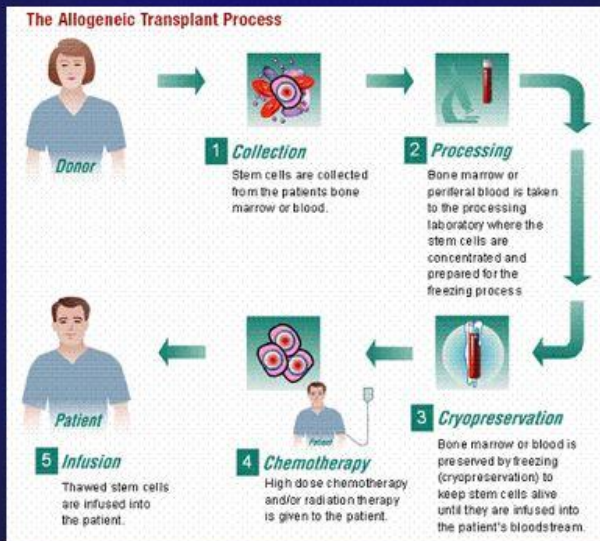 The Allogeneic Transplant Process
Donor
1 Collection
Stem cells are collected
from the patients bone
marrow or blood.
2 Processing
Bone marrow or
periferal blood is taken
to the processing
laboratory where the
stem cells are
concentrated and
prepared for the
freezing process
3 Cryopreservation
Bone marrow or blood is
preserved by freezing
(cryopreservation) to
keep stem cells alive
until they are infused into
the patient's bloodstream.
Patient
4 Chemotherapy
High dose chemotherapy
and/or radiation therapy
is given to the patient.
Patient
5 Infusion
Thawed stem cells
are infused into
the patient.